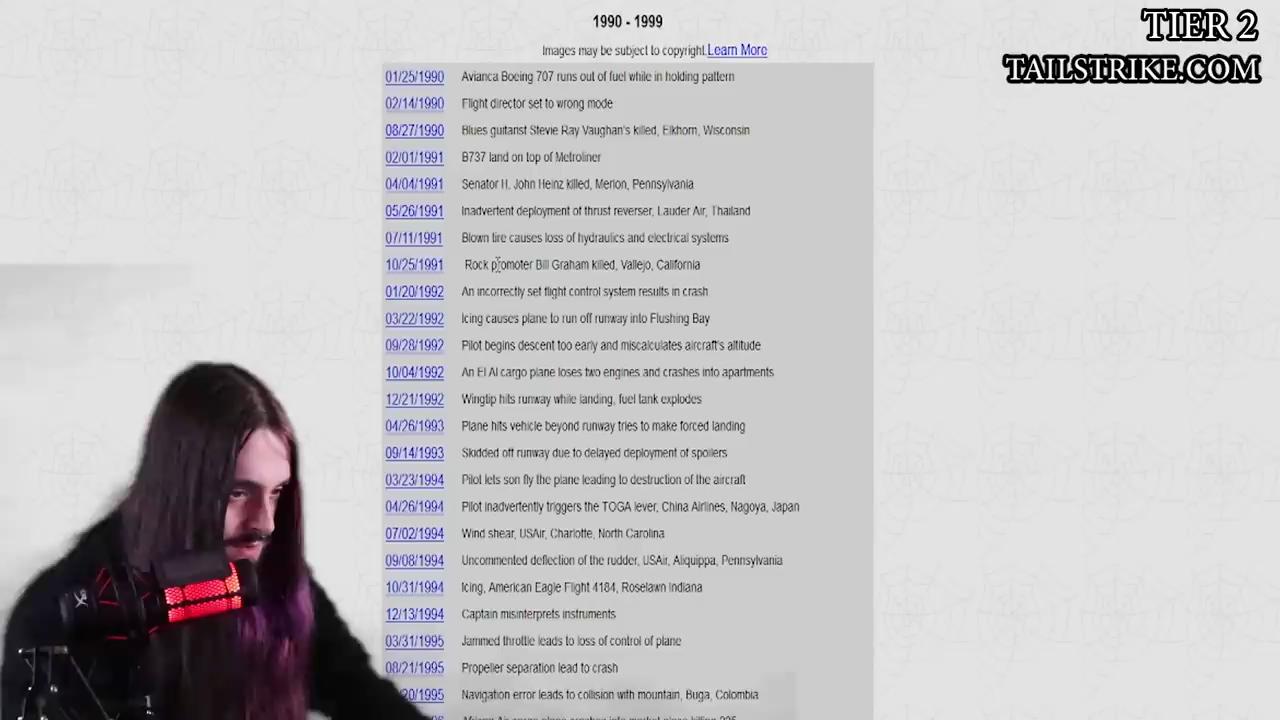 TIER 2
TAILSTRIKE.COM
1990 - 1999
Images may be subject to copyright.Learn More
01/25/1990 Avianca Boeing 707 runs out of fuel while in holding pattern
02/14/1990 Flight director set to wrong mode
08/27/1990 Blues guitarist Stevie Ray Vaughan's killed, Elkhorn, Wisconsin
02/01/1991 B737 land on top of Metroliner
04/04/1991 Senator H. John Heinz killed, Merion, Pennsylvania
05/26/1991 Inadvertent deployment of thrust reverser, Lauder Air, Thailand
07/11/1991 Blown tire causes loss of hydraulics and electrical systems
10/25/1991 Rock promoter Bill Graham killed, Vallejo, California
01/20/1992 An incorrectly set flight control system results in crash
03/22/1992 Icing causes plane to run off runway into Flushing Bay
09/28/1992 Pilot begins descent too early and miscalculates aircraft's altitude
10/04/1992 An El Al cargo plane loses two engines and crashes into apartments
12/21/1992 Wingtip hits runway while landing, fuel tank explodes
04/26/1993 Plane hits vehicle beyond runway tries to make forced landing
09/14/1993 Skidded off runway due to delayed deployment of spoilers
03/23/1994 Pilot lets son fly the plane leading to destruction of the aircraft
04/26/1994 Pilot inadvertently triggers the TOGA lever, China Airlines, Nagoya, Japan
07/02/1994 Wind shear, USAir, Charlotte, North Carolina
09/08/1994 Uncommented deflection of the rudder, USAir, Aliquippa, Pennsylvania
10/31/1994 Icing, American Eagle Flight 4184, Roselawn Indiana
12/13/1994 Captain misinterprets instruments
03/31/1995 Jammed throttle leads to loss of control of plane
08/21/1995 Propeller separation lead to crash
20/1995 Navigation error leads to collision with mountain, Buga, Colombia